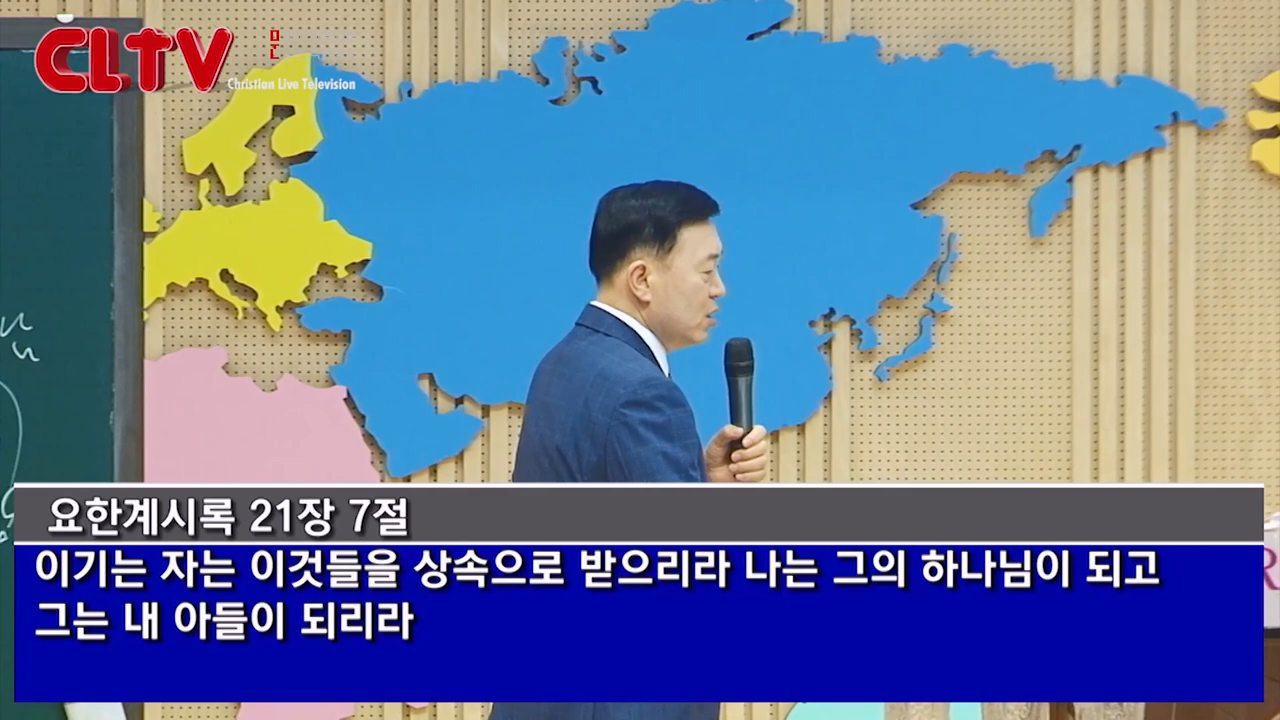 CLTV
Christian Live Television
요한계시록 21장 7절
이기는 자는 이것들을 상속으로 받으리라 나는 그의 하나님이 되고
그는 내 아들이 되리라
R